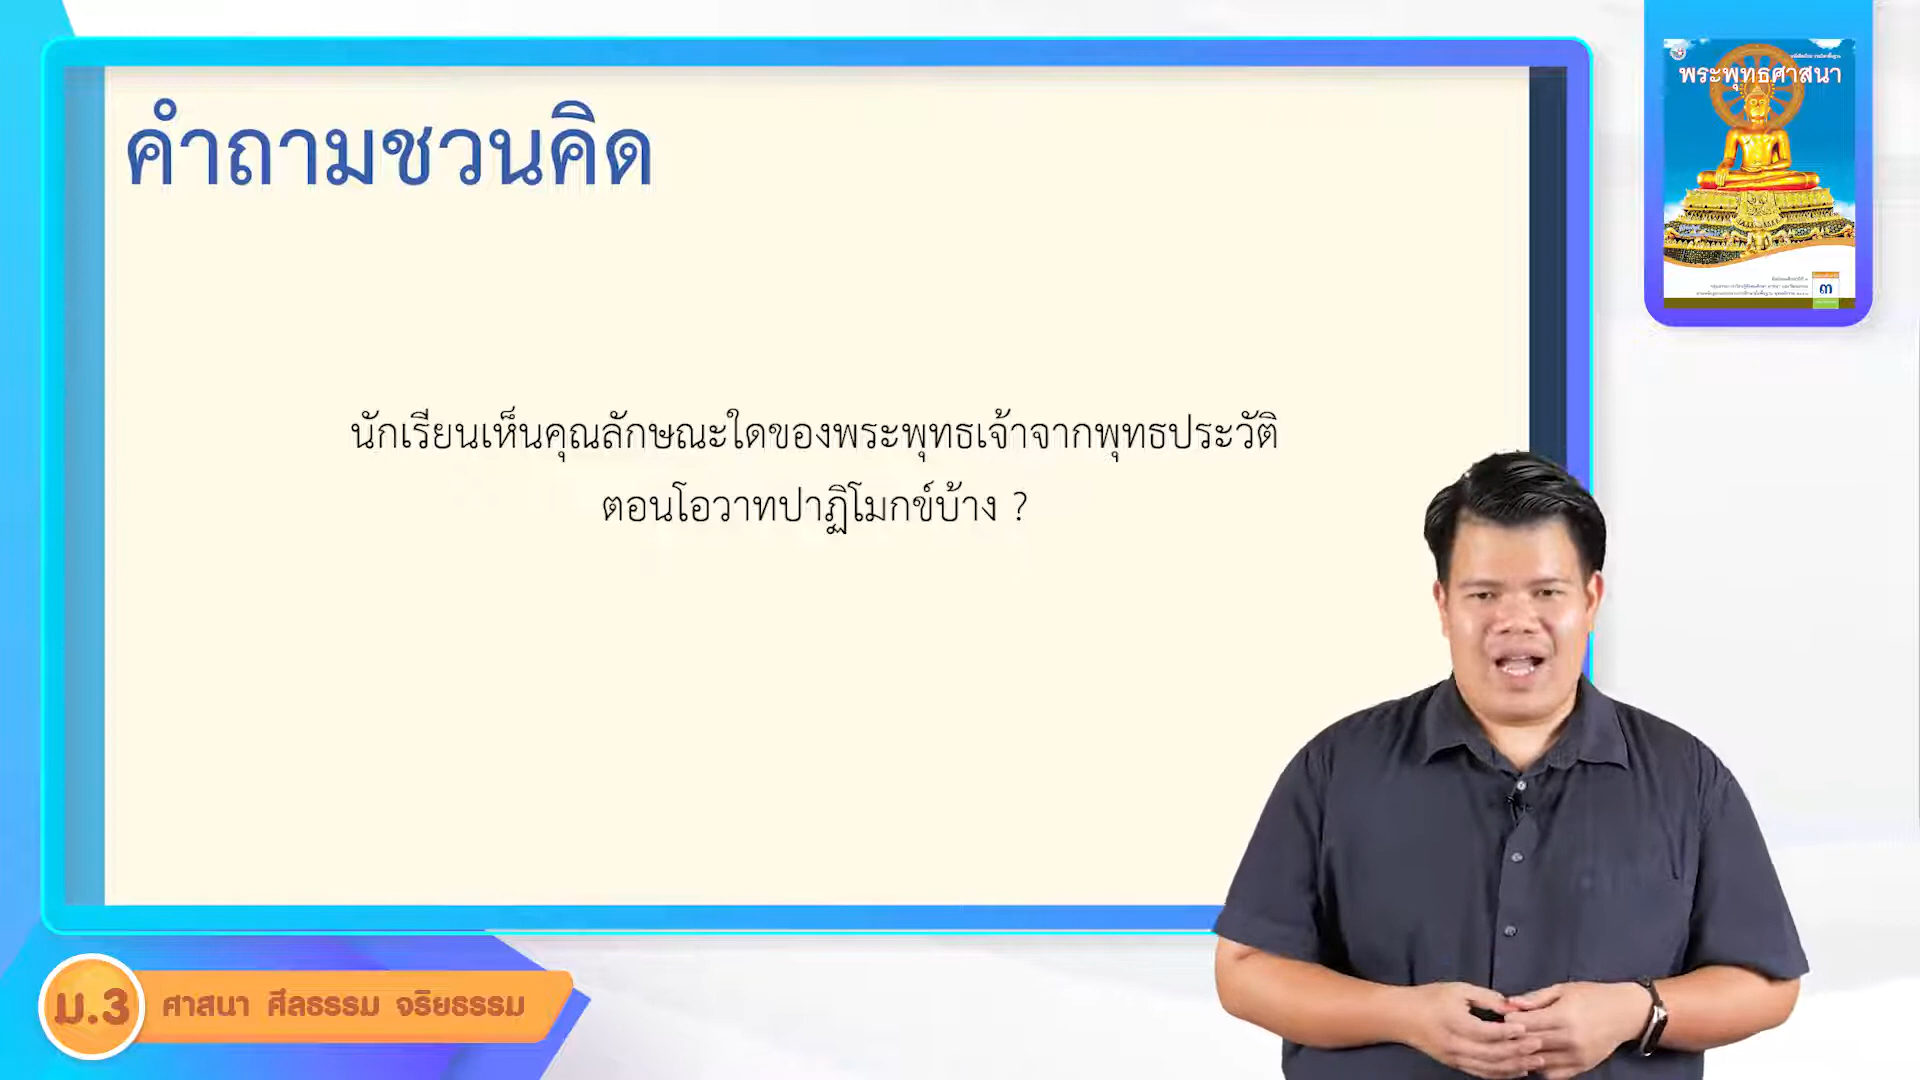 คำถามชวนคิด
นักเรียนเห็นคุณลักษณะใดของพระพุทธเจ้าจากพุทธประวัติ
ตอนโอวาทปาฏิโมกข์บ้าง ?
พระพุทธศาสนา
๓
ม.3 ศาสนา ศีลธรรม จริยธรรม